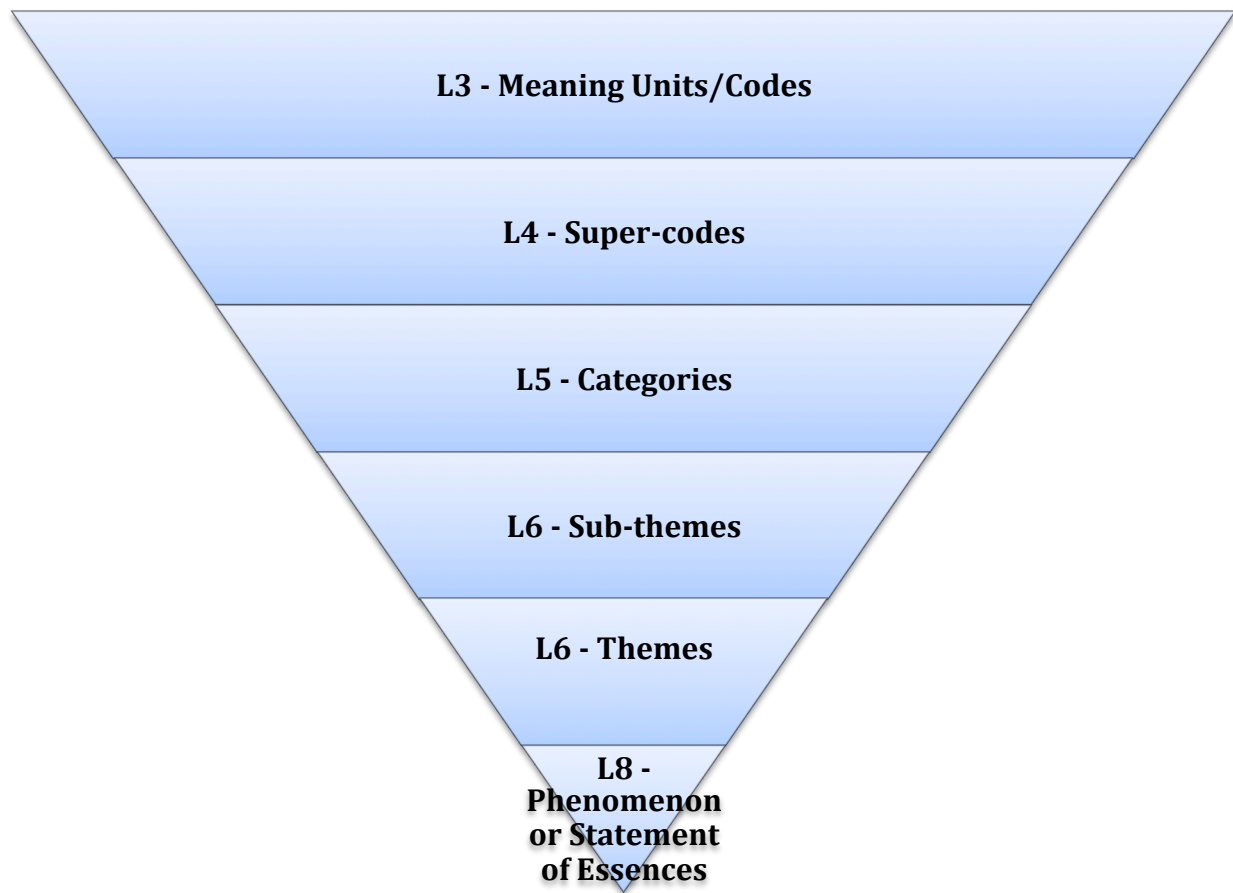 L3 - Meaning Units/Codes
L4 - Super-codes
L5 - Categories
L6 - Sub-themes
L6 - Themes
L8 -
Phenomenon
or Statement
of Essences